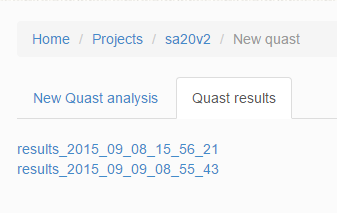 Home / Projects / sa20v2 / New quast
New Quast analysis Quast results
results_2015_09_08_15_56_21
results_2015_09_09_08_55_43